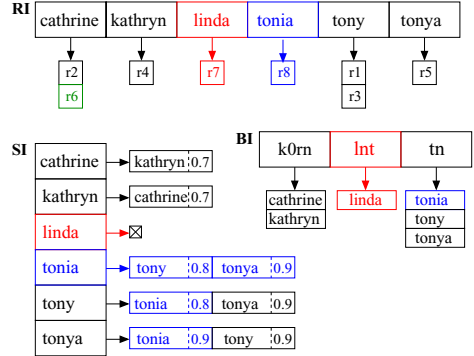 RI cathrine kathryn linda tonia tony tonya
r2 r4 r7 r8 r1 r5
r6 r3
SI
cathrine kathryn 0.7
kathryn cathrine 0.7
linda
tonia tony 0.8 tonya 0.9
tony tonia 0.8 tonya 0.9
tonya tonia 0.9 tony 0.9
BI k0rn lnt tn
cathrine linda tonia
kathryn tony
tonya